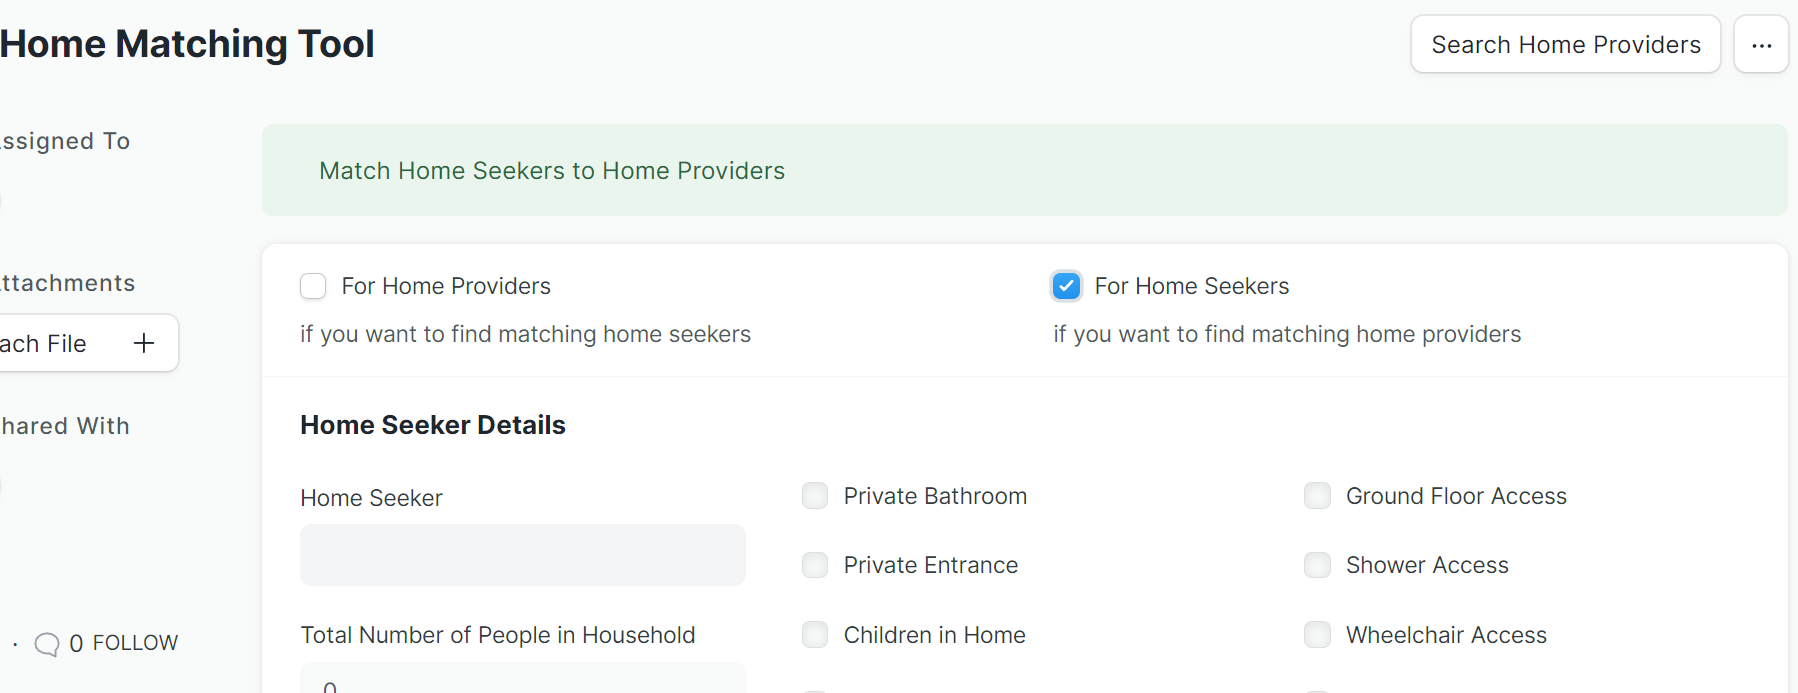 Home Matching Tool
Search Home Providers
...
ssigned To
Match Home Seekers to Home Providers
ttachments
ach File +
hared With
· 0 FOLLOW
For Home Providers
if you want to find matching home seekers
For Home Seekers
if you want to find matching home providers
Home Seeker Details
Home Seeker
Total Number of People in Household
0
Private Bathroom
Private Entrance
Children in Home
Ground Floor Access
Shower Access
Wheelchair Access